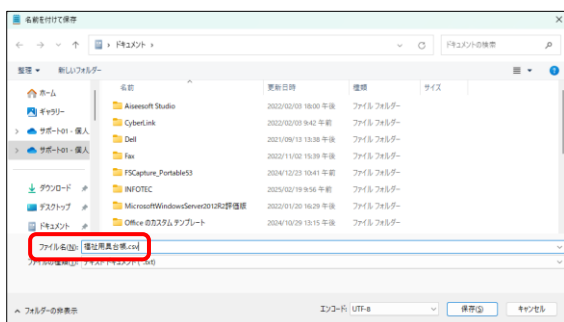 名前を付けて保存
ドキュメント
ドキュメントの検索
整理 新しいフォルダー
名前 更新日時 種類 サイズ
ホーム
ギャラリー
サポート01 - 個人
サポート01 - 個人
ダウンロード
デスクトップ
ドキュメント
Aiseesoft Studio 2022/02/03 18:00 午後 ファイル フォルダー
CyberLink 2022/02/03 9:42 午前 ファイル フォルダー
Dell 2021/09/13 13:38 午後 ファイル フォルダー
Fax 2022/11/02 15:39 午後 ファイル フォルダー
FSCapture_Portable53 2024/12/23 10:41 午前 ファイル フォルダー
INFOTEC 2025/02/19 9:56 午前 ファイル フォルダー
MicrosoftWindowsServer2012R2評価版 2022/01/20 16:29 午後 ファイル フォルダー
Office のカスタム テンプレート 2024/10/29 13:15 午後 ファイル フォルダー
ファイル名(N): 福祉用具台帳.csv
フォルダーの非表示
エンコード: UTF-8
保存(S) キャンセル